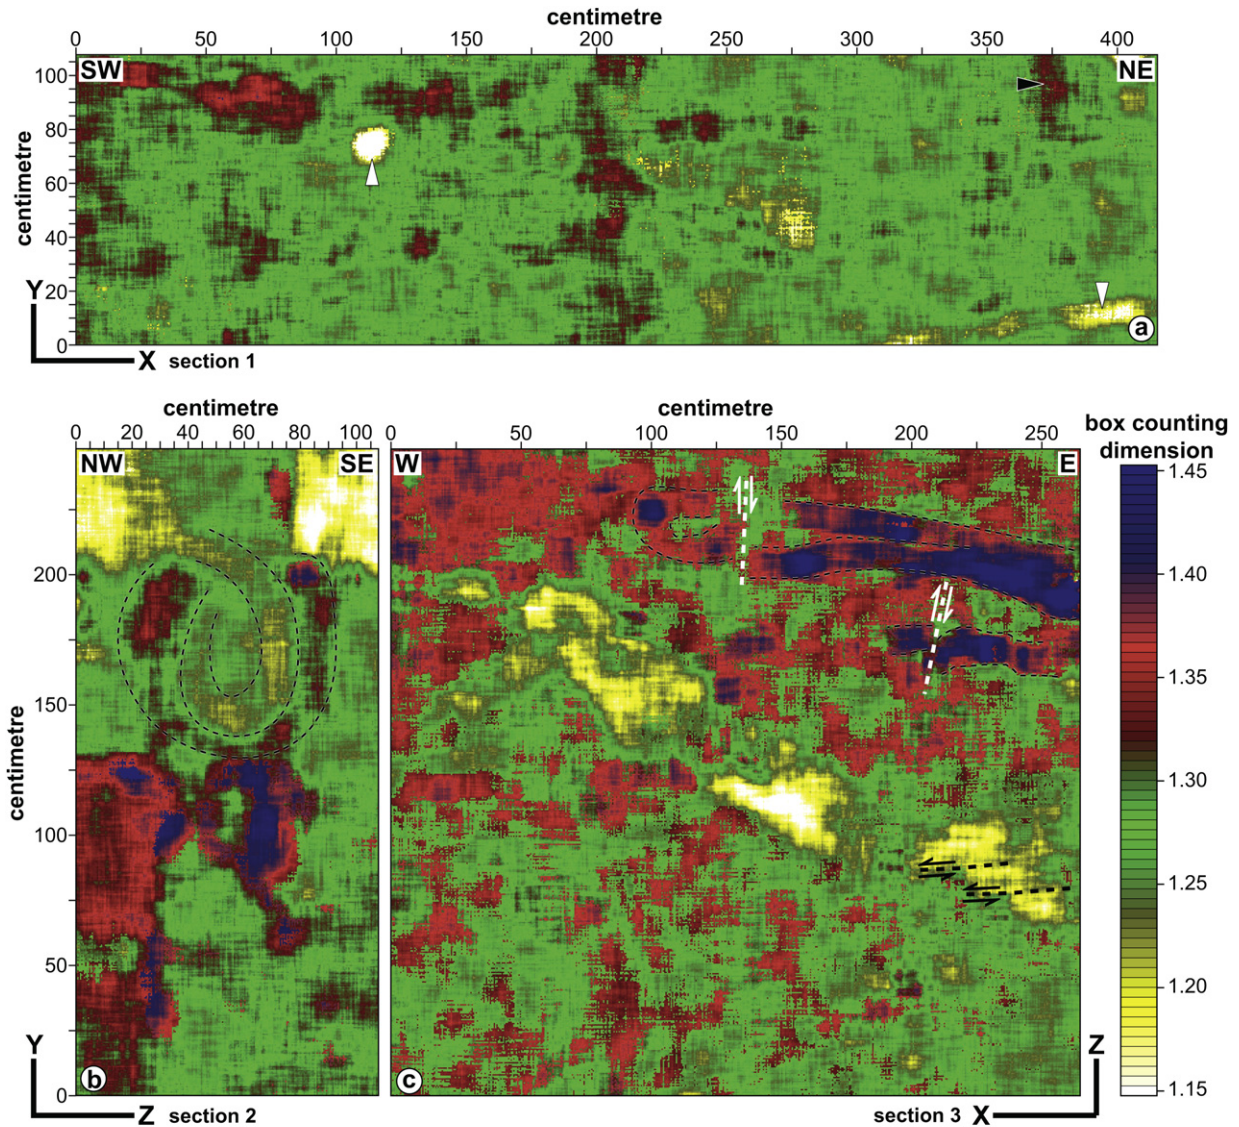 centimetre
0 50 100 150 200 250 300 350 400
SW NE
100
80
60
40
20
0
centimetre
a
Y
X section 1
centimetre centimetre
0 20 40 60 80 100 0 50 100 150 200 250
NW SE W E
box counting
dimension
200
150
100
50
0
centimetre
1.45
1.40
1.35
1.30
1.25
1.20
1.15
b c
Y Z
Z section 2 section 3 X